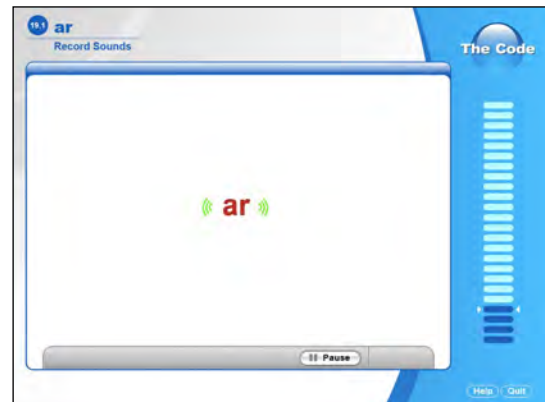 19.1 ar
Record Sounds
The Code
ar
Pause
Help Quit